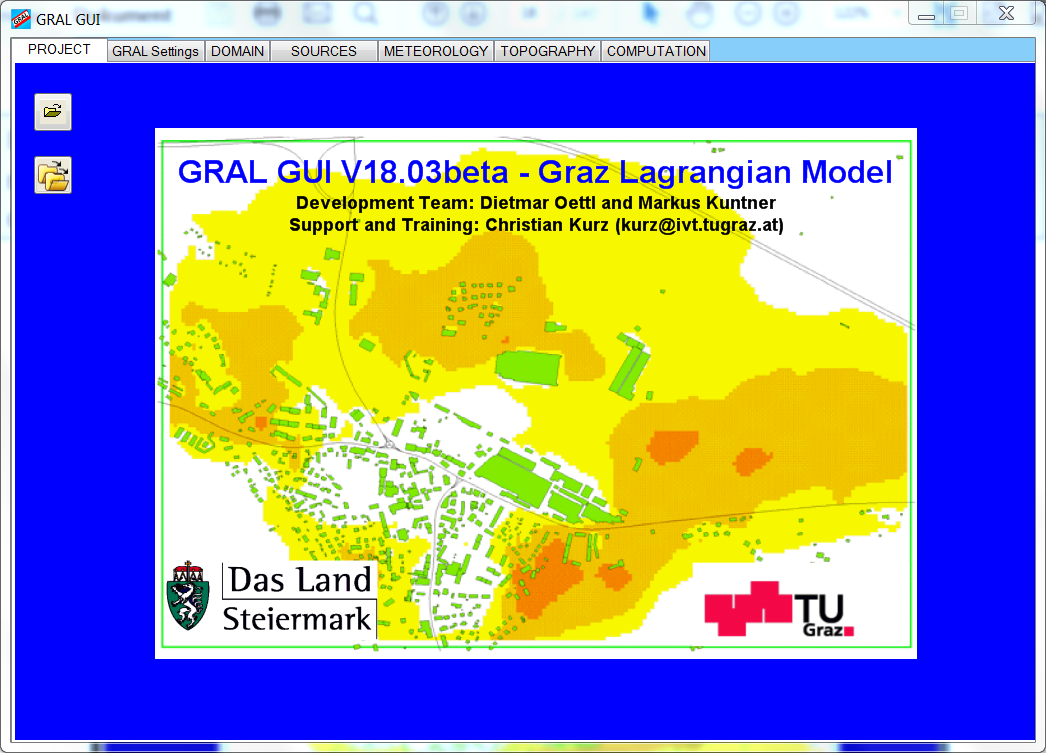 GRAL GUI
PROJECT
GRAL Settings
DOMAIN
SOURCES
METEOROLOGY
TOPOGRAPHY
COMPUTATION
GRAL GUI V18.03beta - Graz Lagrangian Model
Development Team: Dietmar Oettl and Markus Kuntner
Support and Training: Christian Kurz (kurz@ivt.tugraz.at)
Das Land
Steiermark
TU
Graz